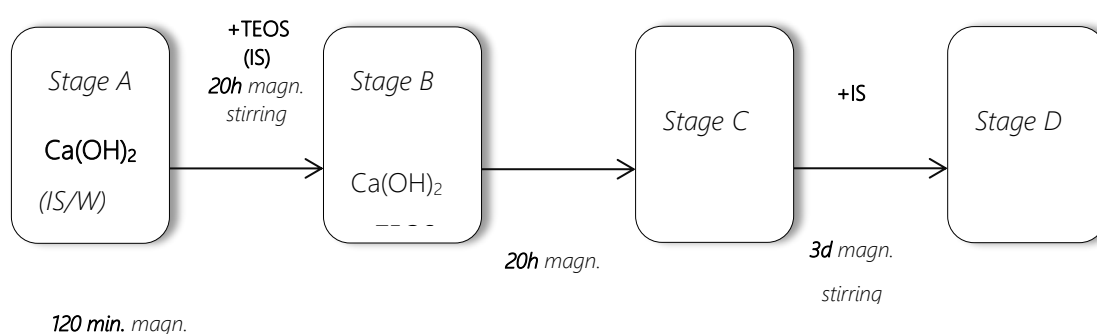 +TEOS
(IS)
20h magn.
stirring
Stage A
Ca(OH)₂
(IS/W)
120 min. magn.
Stage B
Ca(OH)₂
20h magn.
Stage C
+IS
3d magn.
stirring
Stage D